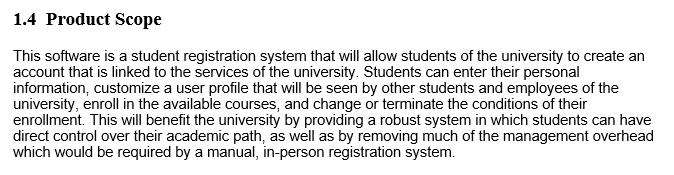 1.4 Product Scope
This software is a student registration system that will allow students of the university to create an
account that is linked to the services of the university. Students can enter their personal
information, customize a user profile that will be seen by other students and employees of the
university, enroll in the available courses, and change or terminate the conditions of their
enrollment. This will benefit the university by providing a robust system in which students can have
direct control over their academic path, as well as by removing much of the management overhead
which would be required by a manual, in-person registration system.